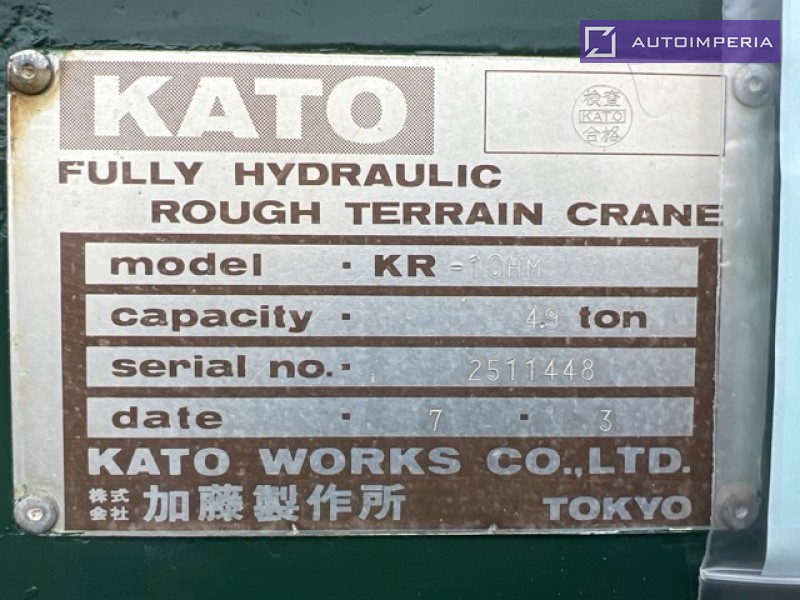 AUTOIMPERIA
KATO
検査
KATO
合格
FULLY HYDRAULIC
ROUGH TERRAIN CRANE
model · KR -10HM
capacity · 4.9 ton
serial no. · 2511448
date · 7 · 3
KATO WORKS CO.,LTD.
株式会社 加藤製作所 TOKYO